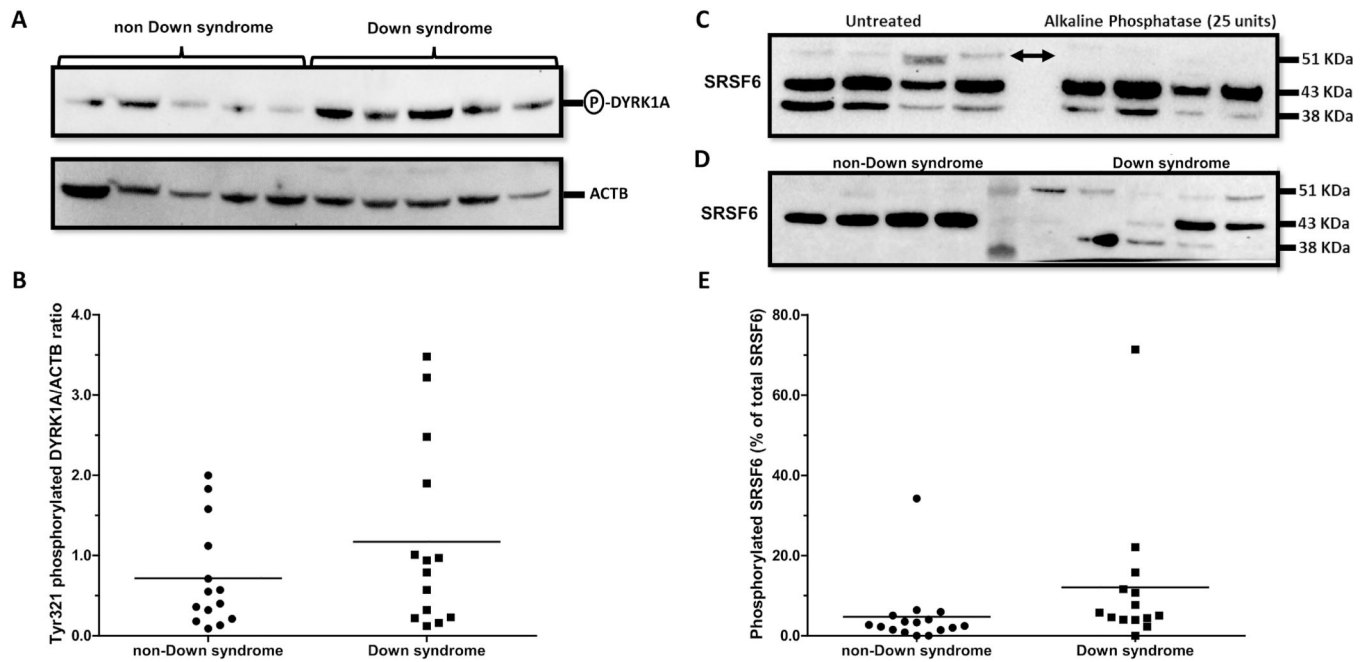 A
non Down syndrome
Down syndrome
P-DYRK1A
ACTB
B
Tyr321 phosphorylated DYRK1A/ACTB ratio
4.0
3.0
2.0
1.0
0.0
non-Down syndrome
Down syndrome
C
Untreated
Alkaline Phosphatase (25 units)
SRSF6
51 KDa
43 KDa
38 KDa
D
non-Down syndrome
Down syndrome
SRSF6
51 KDa
43 KDa
38 KDa
E
Phosphorylated SRSF6 (% of total SRSF6)
80.0
60.0
40.0
20.0
0.0
non-Down syndrome
Down syndrome